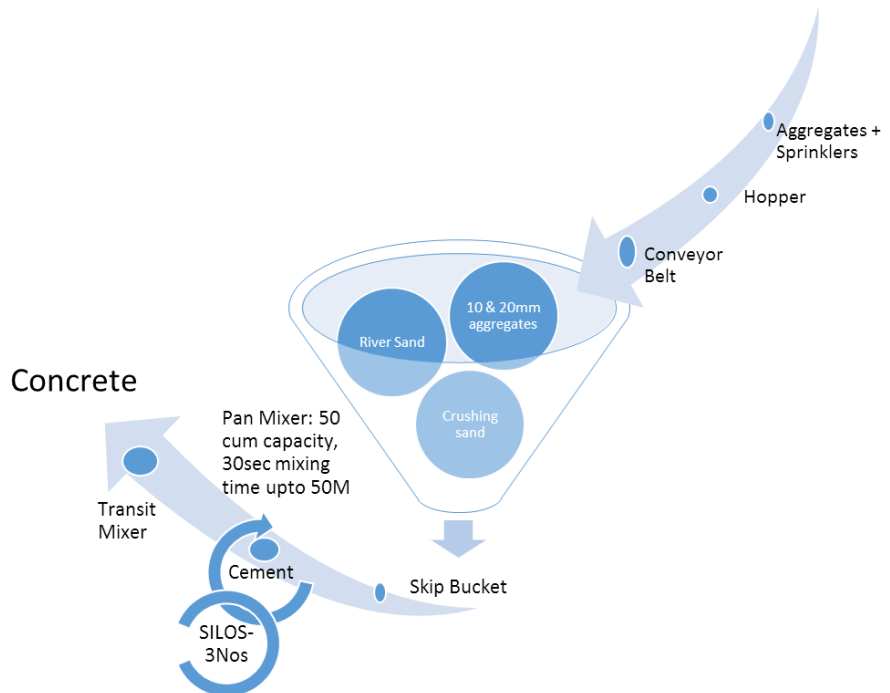 Aggregates +
Sprinklers
Hopper
Conveyor
Belt
10 & 20mm
aggregates
River Sand
Crushing
sand
Concrete
Pan Mixer: 50
cum capacity,
30sec mixing
time upto 50M
Transit
Mixer
Cement
Skip Bucket
SILOS-
3Nos